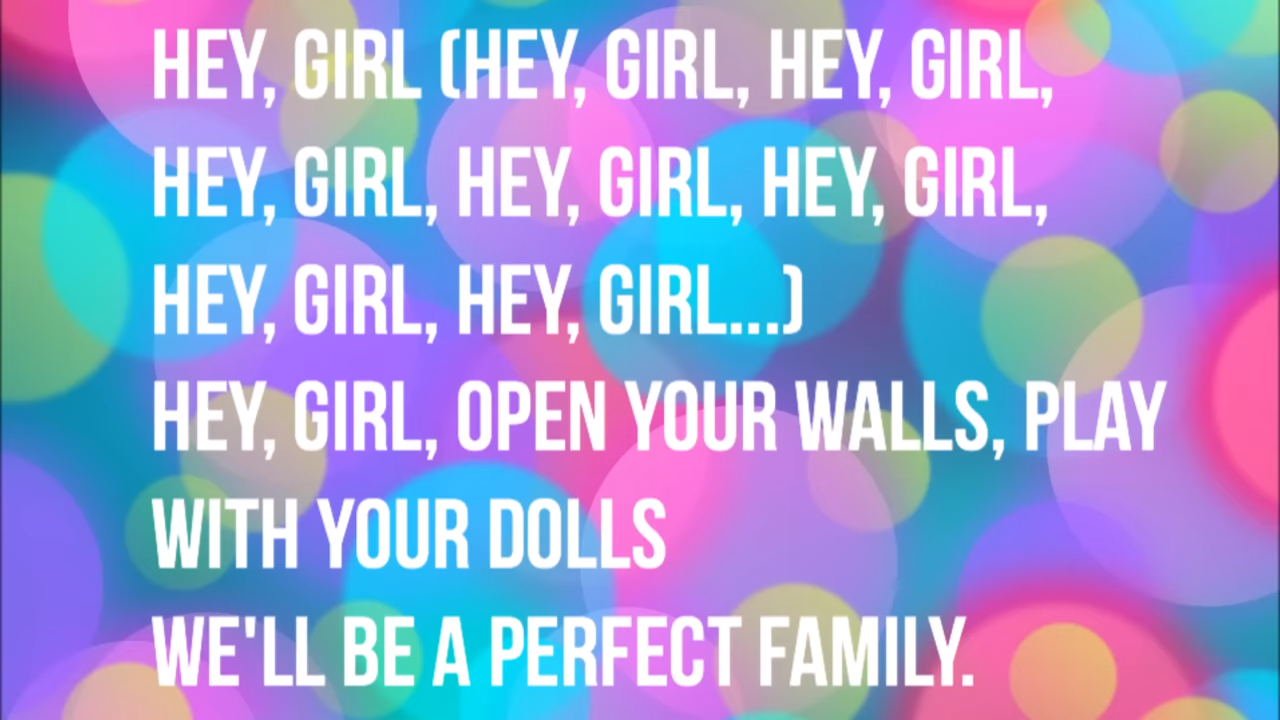 HEY, GIRL (HEY, GIRL, HEY, GIRL,
HEY, GIRL, HEY, GIRL, HEY, GIRL,
HEY, GIRL, HEY, GIRL...)
HEY, GIRL, OPEN YOUR WALLS, PLAY
WITH YOUR DOLLS
WE'LL BE A PERFECT FAMILY.